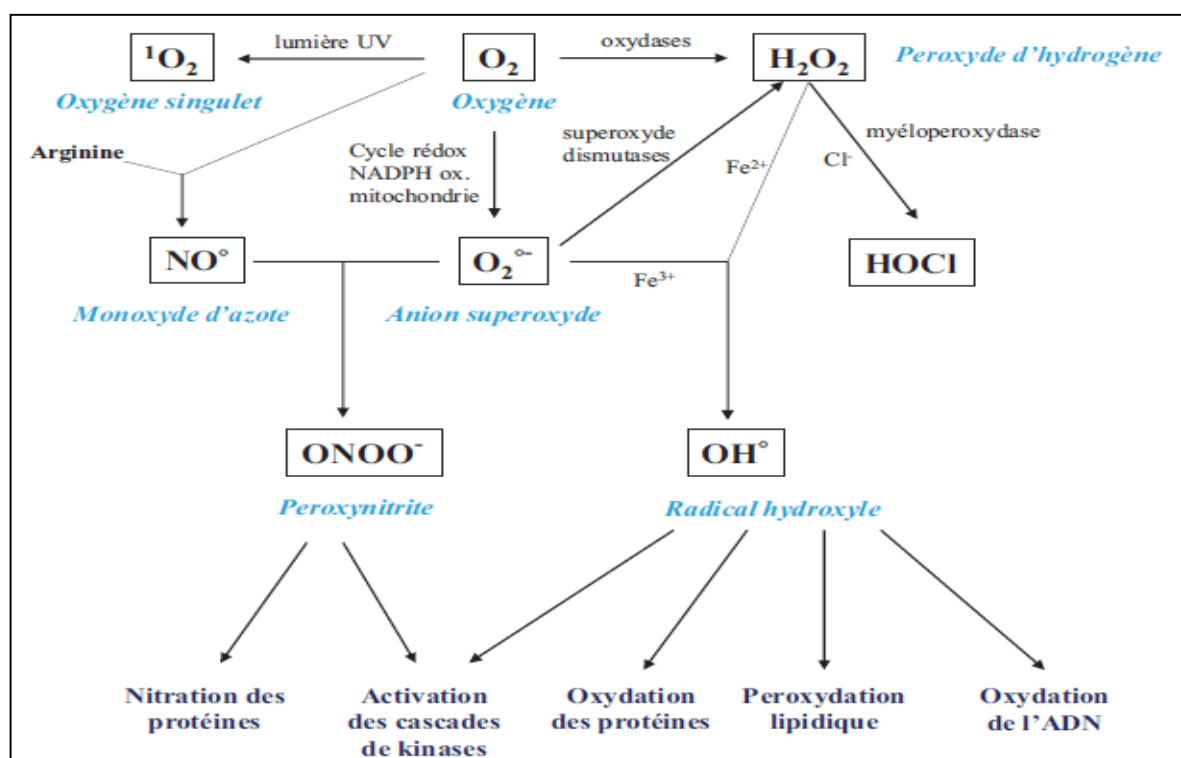 ¹O₂
lumière UV
O₂
oxydases
H₂O₂
Peroxyde d’hydrogène
Oxygène singulet
Oxygène
Arginine
Cycle rédox
NADPH ox.
mitochondrie
superoxyde
dismutases
Fe²⁺
Cl⁻
myéloperoxydase
NO°
O₂°⁻
Fe³⁺
HOCl
Monoxyde d’azote
Anion superoxyde
ONOO⁻
OH°
Peroxynitrite
Radical hydroxyle
Nitration des
protéines
Activation
des cascades
de kinases
Oxydation
des protéines
Peroxydation
lipidique
Oxydation
de l’ADN